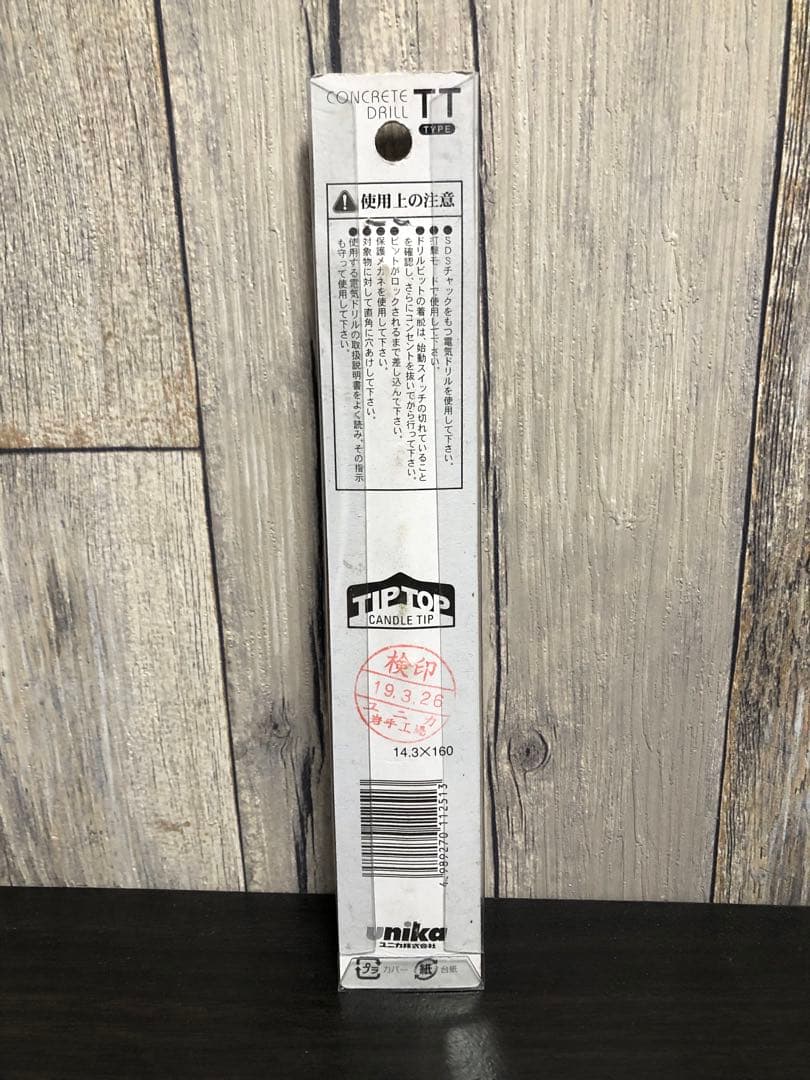 CONCRETE
DRILL
TT
TYPE
使用上の注意
●SDSチャックをもつ電気ドリルを使用して下さい。
●打撃モードで使用して下さい。
●ドリルビットの着脱は、始動スイッチの切れていること
を確認し、さらにコンセントを抜いてから行って下さい。
●ビットがロックされるまで差し込んで下さい。
●保護メガネを使用して下さい。
●対象物に対して直角に穴あけして下さい。
●使用する電気ドリルの取扱説明書をよく読み、その指示
も守って使用して下さい。
TIP TOP
CANDLE TIP
検印
19.3.26
ユニカ
岩手工場
14.3×160
4 989270 112513
unika
ユニカ株式会社
プラ カバー 紙 台紙